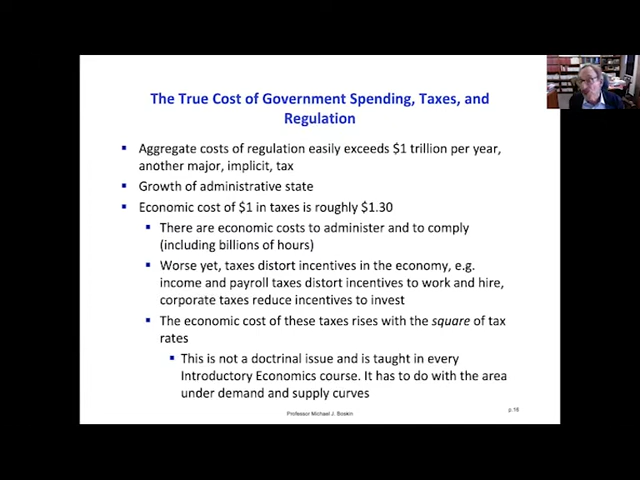 The True Cost of Government Spending, Taxes, and
Regulation
Aggregate costs of regulation easily exceeds $1 trillion per year,
another major, implicit, tax
Growth of administrative state
Economic cost of $1 in taxes is roughly $1.30
There are economic costs to administer and to comply
(including billions of hours)
Worse yet, taxes distort incentives in the economy, e.g.
income and payroll taxes distort incentives to work and hire,
corporate taxes reduce incentives to invest
The economic cost of these taxes rises with the square of tax
rates
This is not a doctrinal issue and is taught in every
Introductory Economics course. It has to do with the area
under demand and supply curves
Professor Michael J. Boskin
p.16